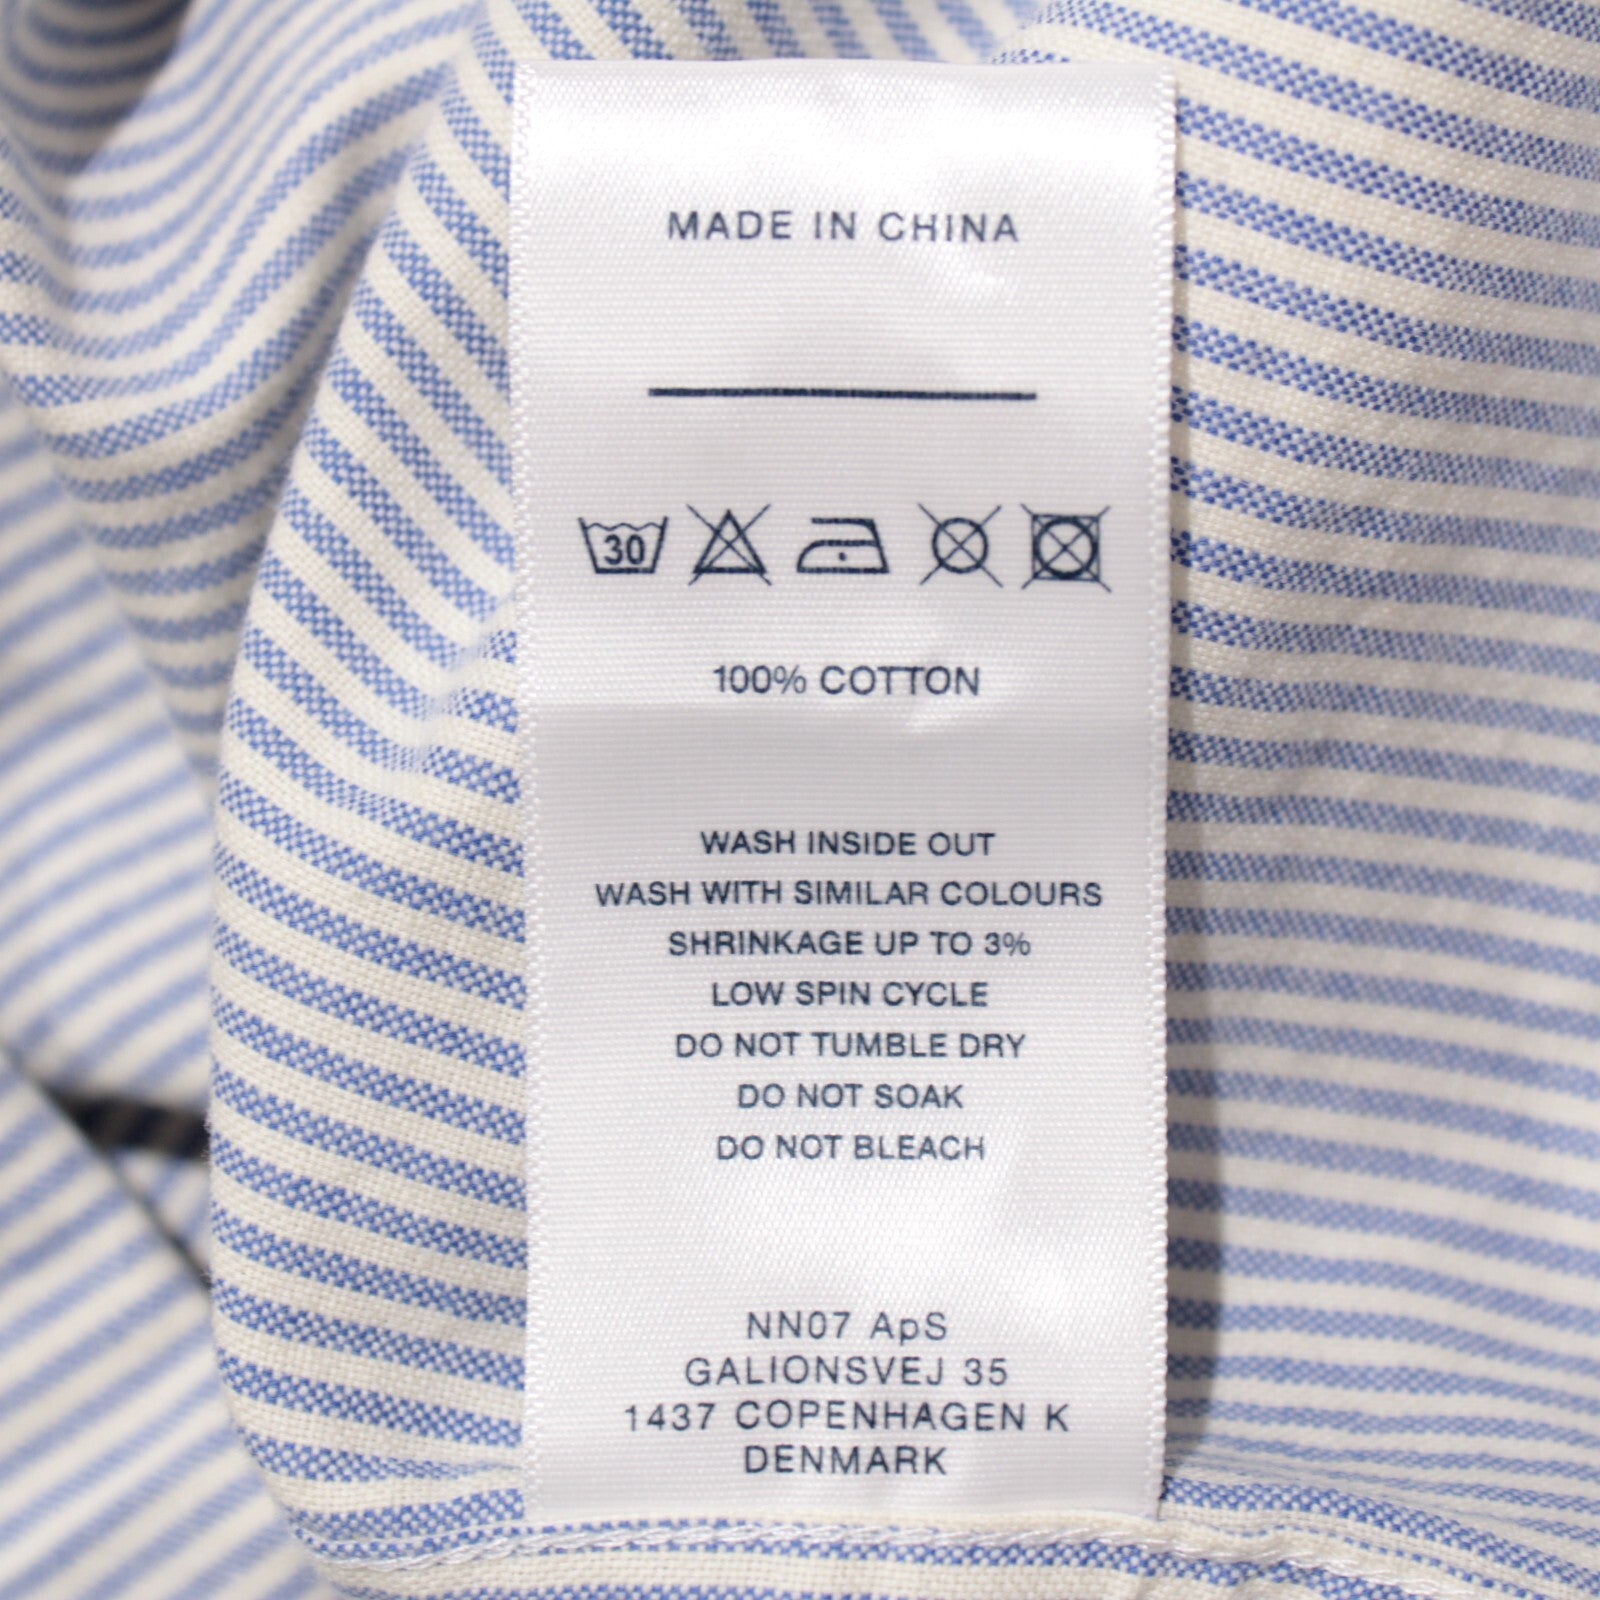 MADE IN CHINA
30
100% COTTON
WASH INSIDE OUT
WASH WITH SIMILAR COLOURS
SHRINKAGE UP TO 3%
LOW SPIN CYCLE
DO NOT TUMBLE DRY
DO NOT SOAK
DO NOT BLEACH
NN07 ApS
GALIONSVEJ 35
1437 COPENHAGEN K
DENMARK